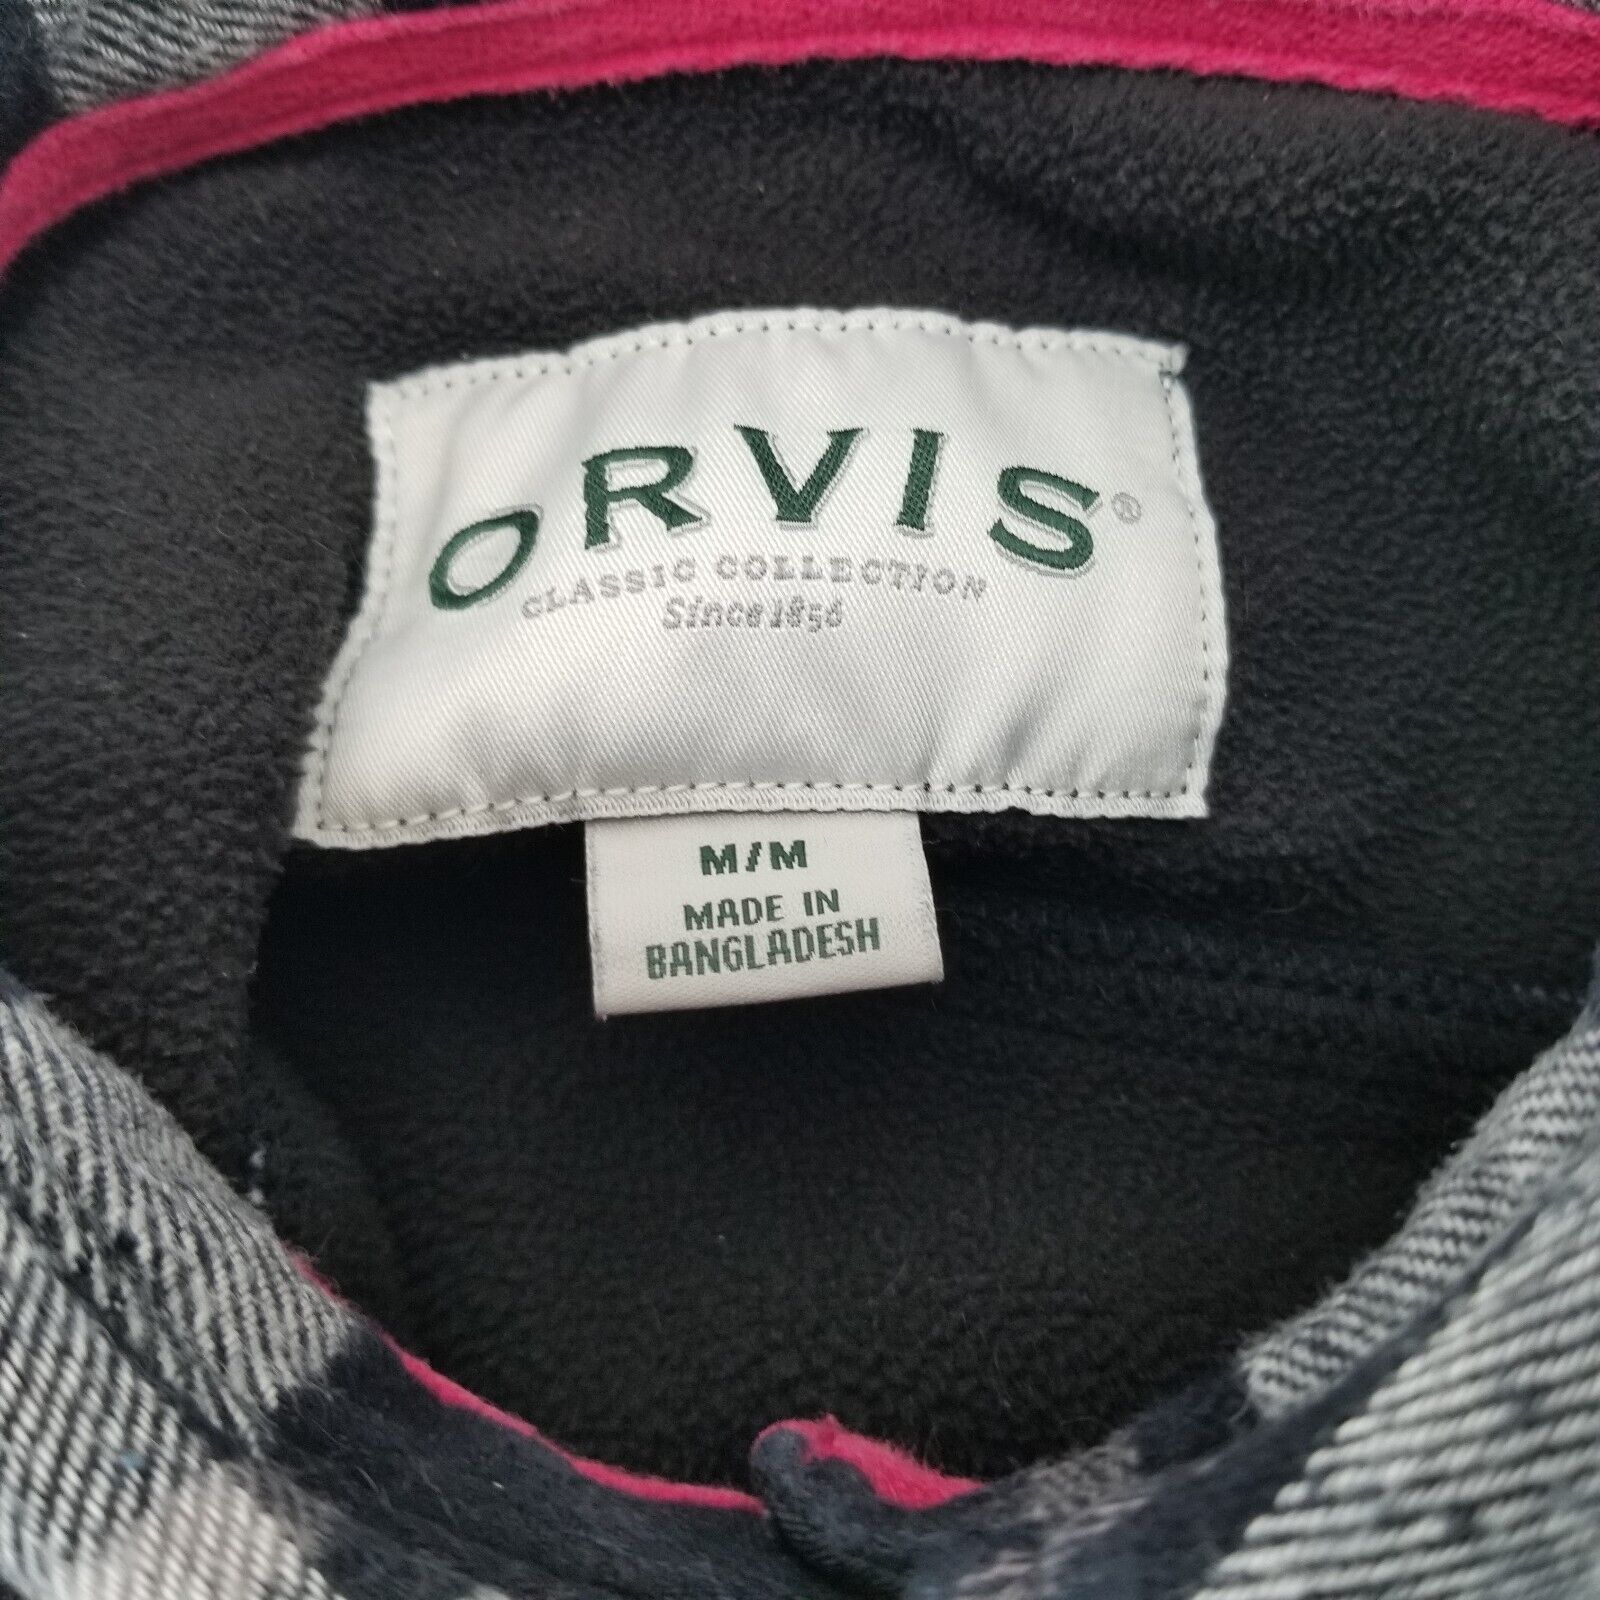 ORVIS®
CLASSIC COLLECTION
Since 1856
M/M
MADE IN
BANGLADESH